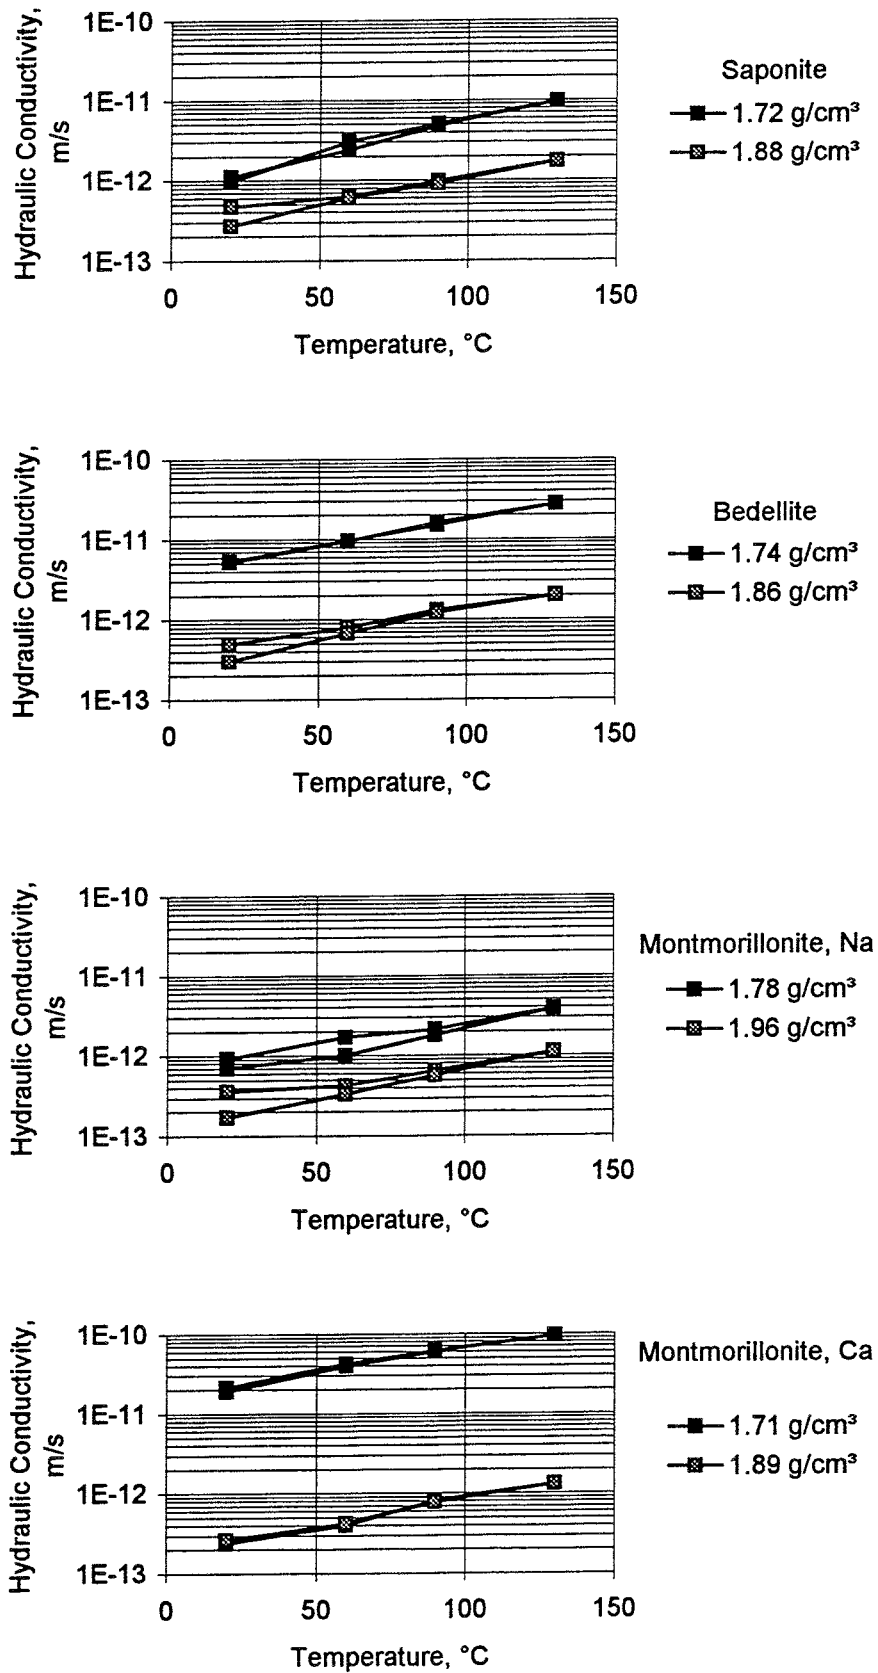 Hydraulic Conductivity,
m/s
1E-10
1E-11
1E-12
1E-13
0
50
100
150
Temperature, °C
Saponite
1.72 g/cm³
1.88 g/cm³
Hydraulic Conductivity,
m/s
1E-10
1E-11
1E-12
1E-13
0
50
100
150
Temperature, °C
Bedellite
1.74 g/cm³
1.86 g/cm³
Hydraulic Conductivity,
m/s
1E-10
1E-11
1E-12
1E-13
0
50
100
150
Temperature, °C
Montmorillonite, Na
1.78 g/cm³
1.96 g/cm³
Hydraulic Conductivity,
m/s
1E-10
1E-11
1E-12
1E-13
0
50
100
150
Temperature, °C
Montmorillonite, Ca
1.71 g/cm³
1.89 g/cm³